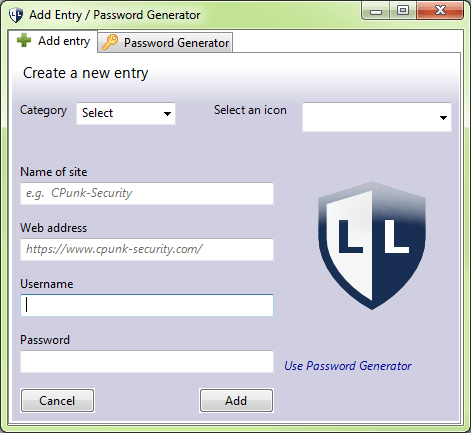 Add Entry / Password Generator
Add entry Password Generator
Create a new entry
Category Select Select an icon
Name of site
e.g. CPunk-Security
Web address
https://www.cpunk-security.com/
Username
Password
Use Password Generator
Cancel Add
LL